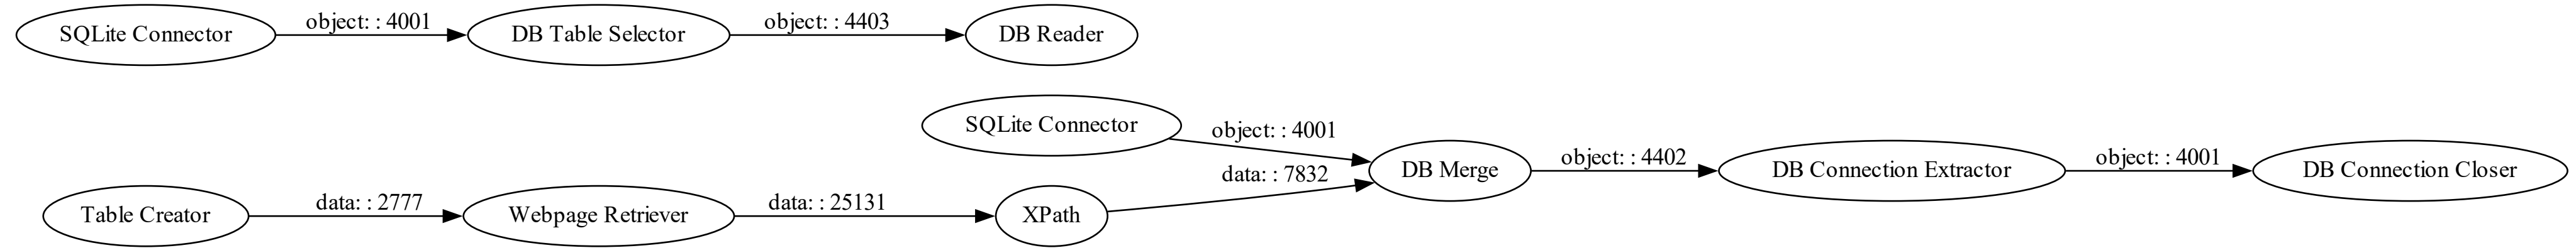 SQLite Connector
object: : 4001
DB Table Selector
object: : 4403
DB Reader
SQLite Connector
object: : 4001
Table Creator
data: : 2777
Webpage Retriever
data: : 25131
XPath
data: : 7832
DB Merge
object: : 4402
DB Connection Extractor
object: : 4001
DB Connection Closer